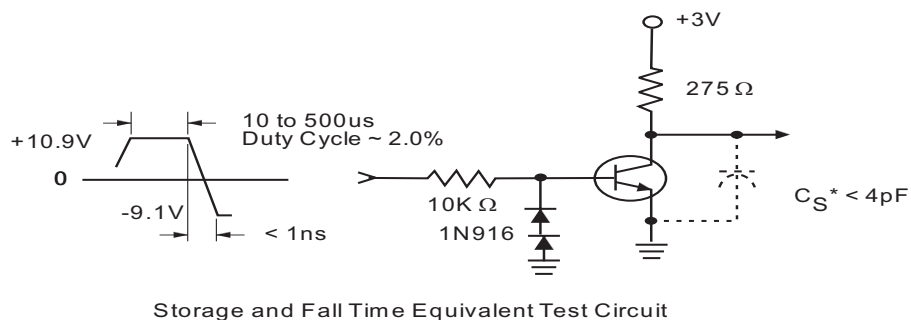 +3V
275 Ω
10 to 500us
Duty Cycle ~ 2.0%
+10.9V
0
-9.1V
< 1ns
10K Ω
1N916
CS* < 4pF
Storage and Fall Time Equivalent Test Circuit